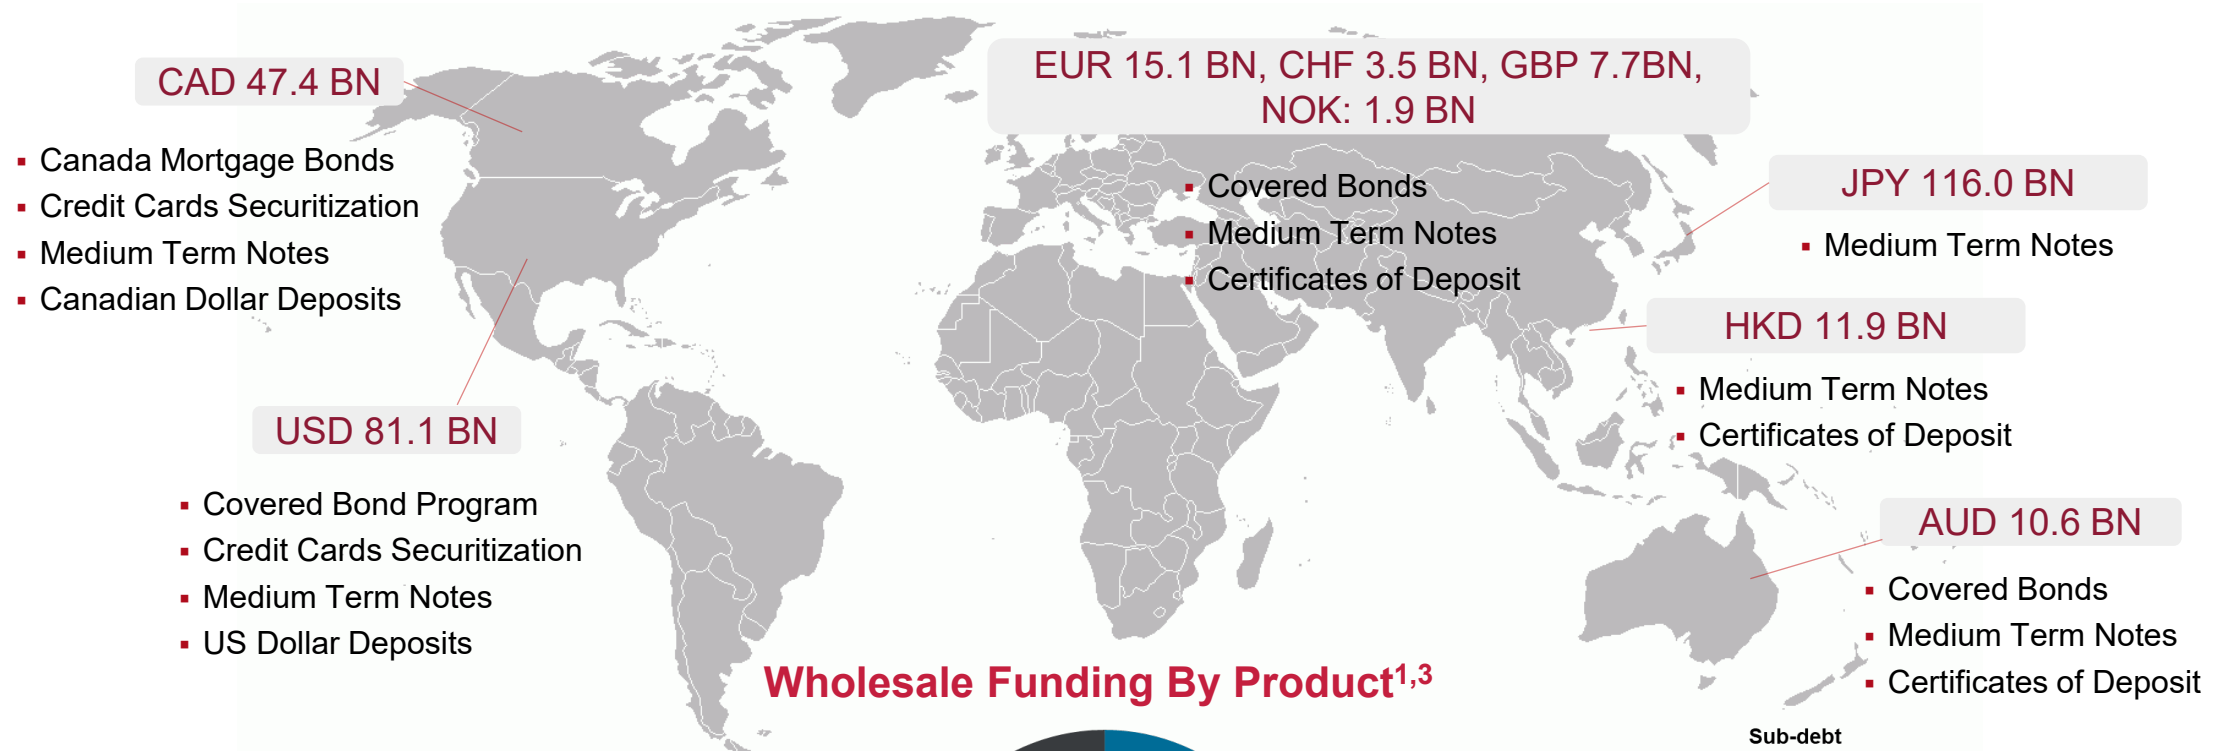 CAD 47.4 BN
▪ Canada Mortgage Bonds
▪ Credit Cards Securitization
▪ Medium Term Notes
▪ Canadian Dollar Deposits
USD 81.1 BN
▪ Covered Bond Program
▪ Credit Cards Securitization
▪ Medium Term Notes
▪ US Dollar Deposits
EUR 15.1 BN, CHF 3.5 BN, GBP 7.7BN,
NOK: 1.9 BN
▪ Covered Bonds
▪ Medium Term Notes
▪ Certificates of Deposit
JPY 116.0 BN
▪ Medium Term Notes
HKD 11.9 BN
▪ Medium Term Notes
▪ Certificates of Deposit
AUD 10.6 BN
▪ Covered Bonds
▪ Medium Term Notes
▪ Certificates of Deposit
Wholesale Funding By Product1,3
Sub-debt